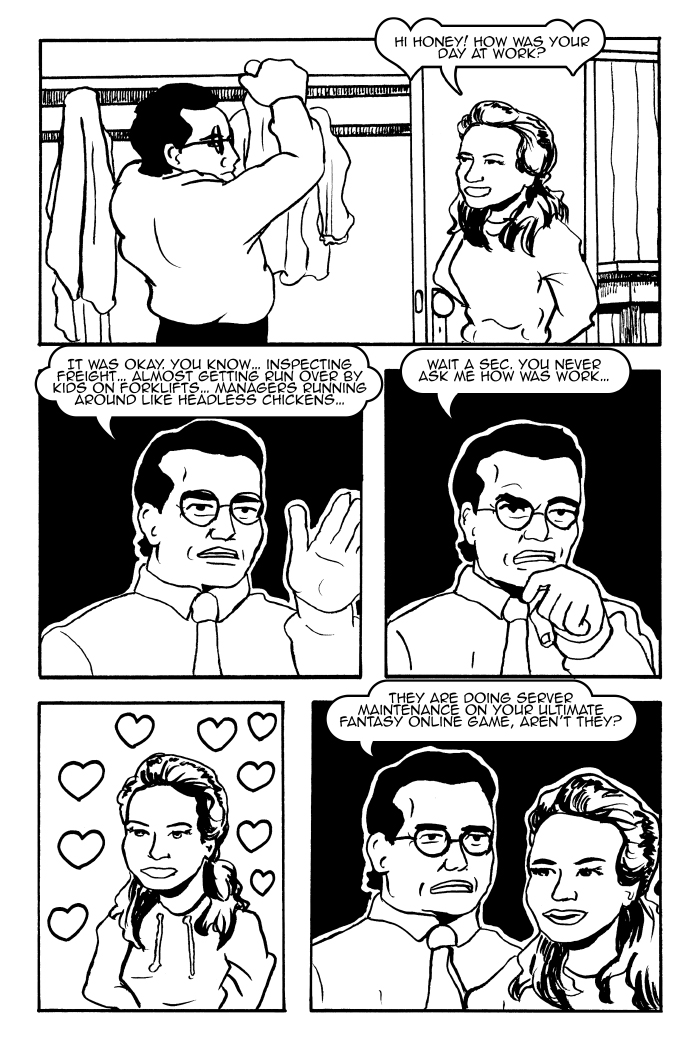 HI HONEY! HOW WAS YOUR
DAY AT WORK?
IT WAS OKAY. YOU KNOW... INSPECTING
FREIGHT... ALMOST GETTING RUN OVER BY
KIDS ON FORKLIFTS... MANAGERS RUNNING
AROUND LIKE HEADLESS CHICKENS...
WAIT A SEC. YOU NEVER
ASK ME HOW WAS WORK...
THEY ARE DOING SERVER
MAINTENANCE ON YOUR ULTIMATE
FANTASY ONLINE GAME, AREN'T THEY?